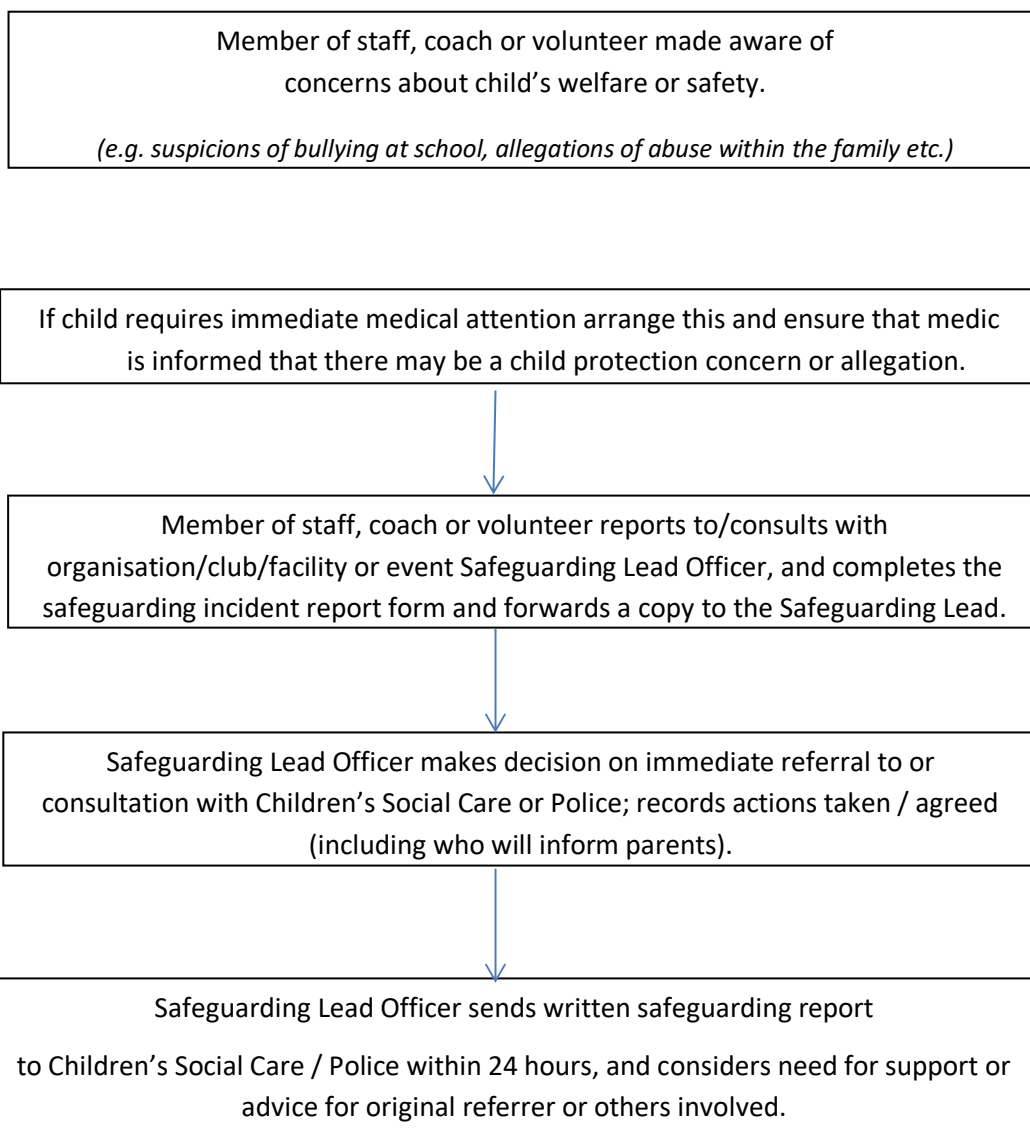 Member of staff, coach or volunteer made aware of
concerns about child’s welfare or safety.
(e.g. suspicions of bullying at school, allegations of abuse within the family etc.)
If child requires immediate medical attention arrange this and ensure that medic
is informed that there may be a child protection concern or allegation.
Member of staff, coach or volunteer reports to/consults with
organisation/club/facility or event Safeguarding Lead Officer, and completes the
safeguarding incident report form and forwards a copy to the Safeguarding Lead.
Safeguarding Lead Officer makes decision on immediate referral to or
consultation with Children’s Social Care or Police; records actions taken / agreed
(including who will inform parents).
Safeguarding Lead Officer sends written safeguarding report
to Children’s Social Care / Police within 24 hours, and considers need for support or
advice for original referrer or others involved.